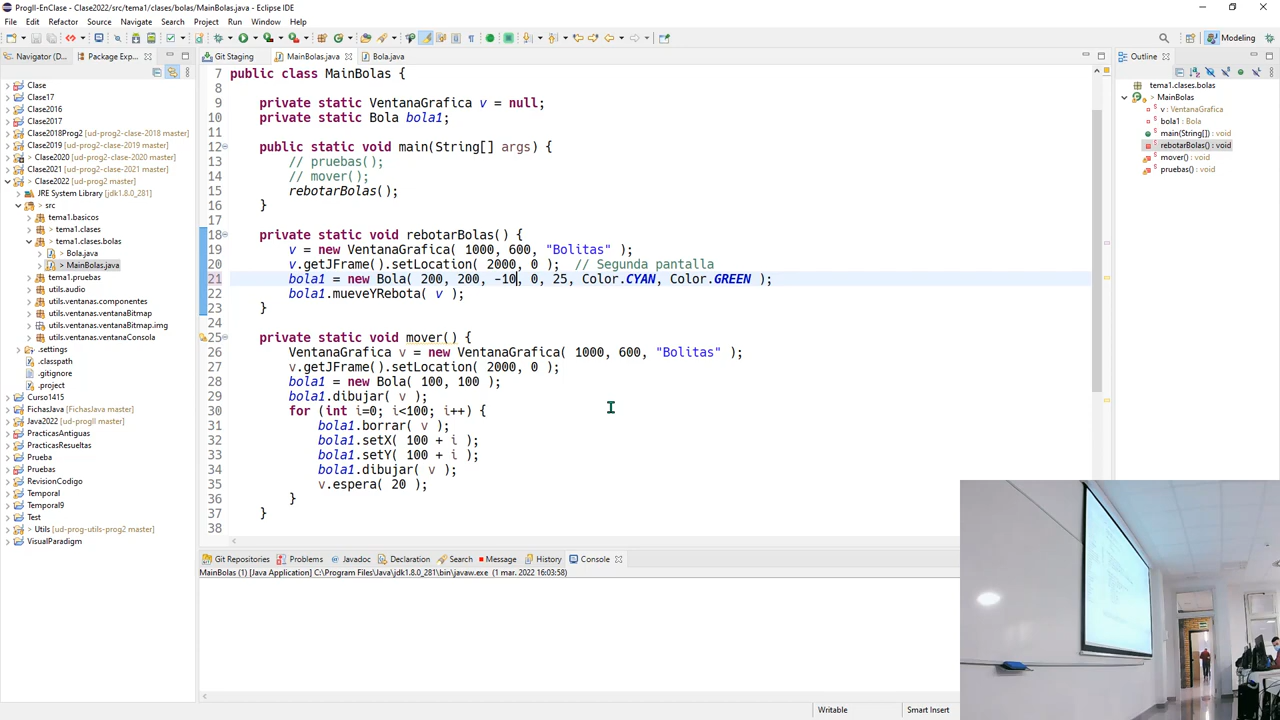 ProgII-EnClase - Clase2022/src/tema1/clases/bolas/MainBolas.java - Eclipse IDE
File Edit Refactor Source Navigate Search Project Run Window Help
Modeling
Navigator (D... Package Exp...
Clase
Clase17
Clase2016
Clase2017
Clase2018Prog2 [ud-prog2-clase-2018 master]
Clase2019 [ud-prog2-clase-2019 master]
> Clase2020 [ud-prog2-clase-2020 master]
Clase2021 [ud-prog2-clase-2021 master]
> Clase2022 [ud-prog2 master]
JRE System Library [jdk1.8.0_281]
> src
tema1.basicos
> tema1.clases
> tema1.clases.bolas
> Bola.java
> MainBolas.java
tema1.pruebas
utils.audio
utils.ventanas.componentes
utils.ventanas.ventanaBitmap
utils.ventanas.ventanaBitmap.img
utils.ventanas.ventanaConsola
.settings
.classpath
.gitignore
.project
Curso1415
FichasJava [FichasJava master]
Java2022 [ud-progII master]
PracticasAntiguas
PracticasResueltas
Prueba
Pruebas
RevisionCodigo
Temporal
Temporal9
Test
> Utils [ud-prog-utils-prog2 master]
VisualParadigm
Git Staging MainBolas.java Bola.java
7 public class MainBolas {
8
9 private static VentanaGrafica v = null;
10 private static Bola bola1;
11
12 public static void main(String[] args) {
13 // pruebas();
14 // mover();
15 rebotarBolas();
16 }
17
18 private static void rebotarBolas() {
19 v = new VentanaGrafica( 1000, 600, "Bolitas" );
20 v.getJFrame().setLocation( 2000, 0 ); // Segunda pantalla
21 bola1 = new Bola( 200, 200, -10, 0, 25, Color.CYAN, Color.GREEN );
22 bola1.mueveYRebota( v );
23 }
24
25 private static void mover() {
26 VentanaGrafica v = new VentanaGrafica( 1000, 600, "Bolitas" );
27 v.getJFrame().setLocation( 2000, 0 );
28 bola1 = new Bola( 100, 100 );
29 bola1.dibujar( v );
30 for (int i=0; i<100; i++) {
31 bola1.borrar( v );
32 bola1.setX( 100 + i );
33 bola1.setY( 100 + i );
34 bola1.dibujar( v );
35 v.espera( 20 );
36 }
37 }
38
Git Repositories Problems Javadoc Declaration Search Message History Console
MainBolas (1) [Java Application] C:\Program Files\Java\jdk1.8.0_281\bin\javaw.exe (1 mar. 2022 16:03:58)
Outline
tema1.clases.bolas
> MainBolas
v : VentanaGrafica
bola1 : Bola
main(String[]) : void
rebotarBolas() : void
mover() : void
pruebas() : void
Writable Smart Insert